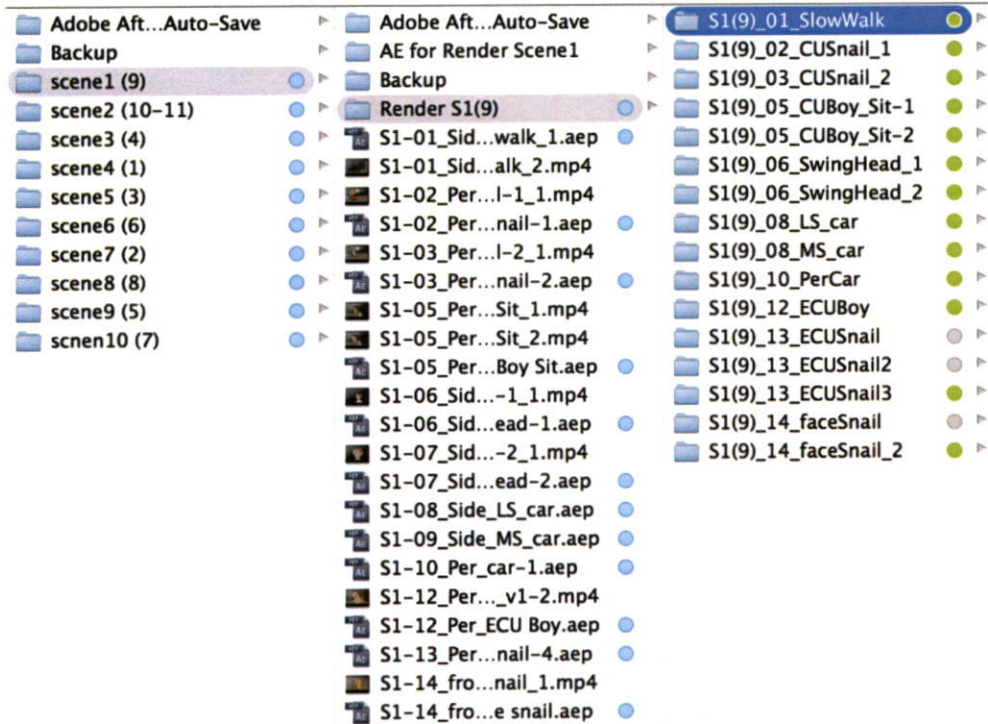 Adobe Aft...Auto-Save
Backup
scene1 (9)
scene2 (10-11)
scene3 (4)
scene4 (1)
scene5 (3)
scene6 (6)
scene7 (2)
scene8 (8)
scene9 (5)
scnen10 (7)
Adobe Aft...Auto-Save
AE for Render Scene1
Backup
Render S1(9)
S1-01_Sid...walk_1.aep
S1-01_Sid...alk_2.mp4
S1-02_Per...l-1_1.mp4
S1-02_Per...nail-1.aep
S1-03_Per...l-2_1.mp4
S1-03_Per...nail-2.aep
S1-05_Per...Sit_1.mp4
S1-05_Per...Sit_2.mp4
S1-05_Per...Boy Sit.aep
S1-06_Sid...-1_1.mp4
S1-06_Sid...ead-1.aep
S1-07_Sid...-2_1.mp4
S1-07_Sid...ead-2.aep
S1-08_Side_LS_car.aep
S1-09_Side_MS_car.aep
S1-10_Per_car-1.aep
S1-12_Per..._v1-2.mp4
S1-12_Per_ECU Boy.aep
S1-13_Per...nail-4.aep
S1-14_fro...nail_1.mp4
S1-14_fro...e snail.aep
S1(9)_01_SlowWalk
S1(9)_02_CUSnail_1
S1(9)_03_CUSnail_2
S1(9)_05_CUBoy_Sit-1
S1(9)_05_CUBoy_Sit-2
S1(9)_06_SwingHead_1
S1(9)_06_SwingHead_2
S1(9)_08_LS_car
S1(9)_08_MS_car
S1(9)_10_PerCar
S1(9)_12_ECUBoy
S1(9)_13_ECUSnail
S1(9)_13_ECUSnail2
S1(9)_13_ECUSnail3
S1(9)_14_faceSnail
S1(9)_14_faceSnail_2